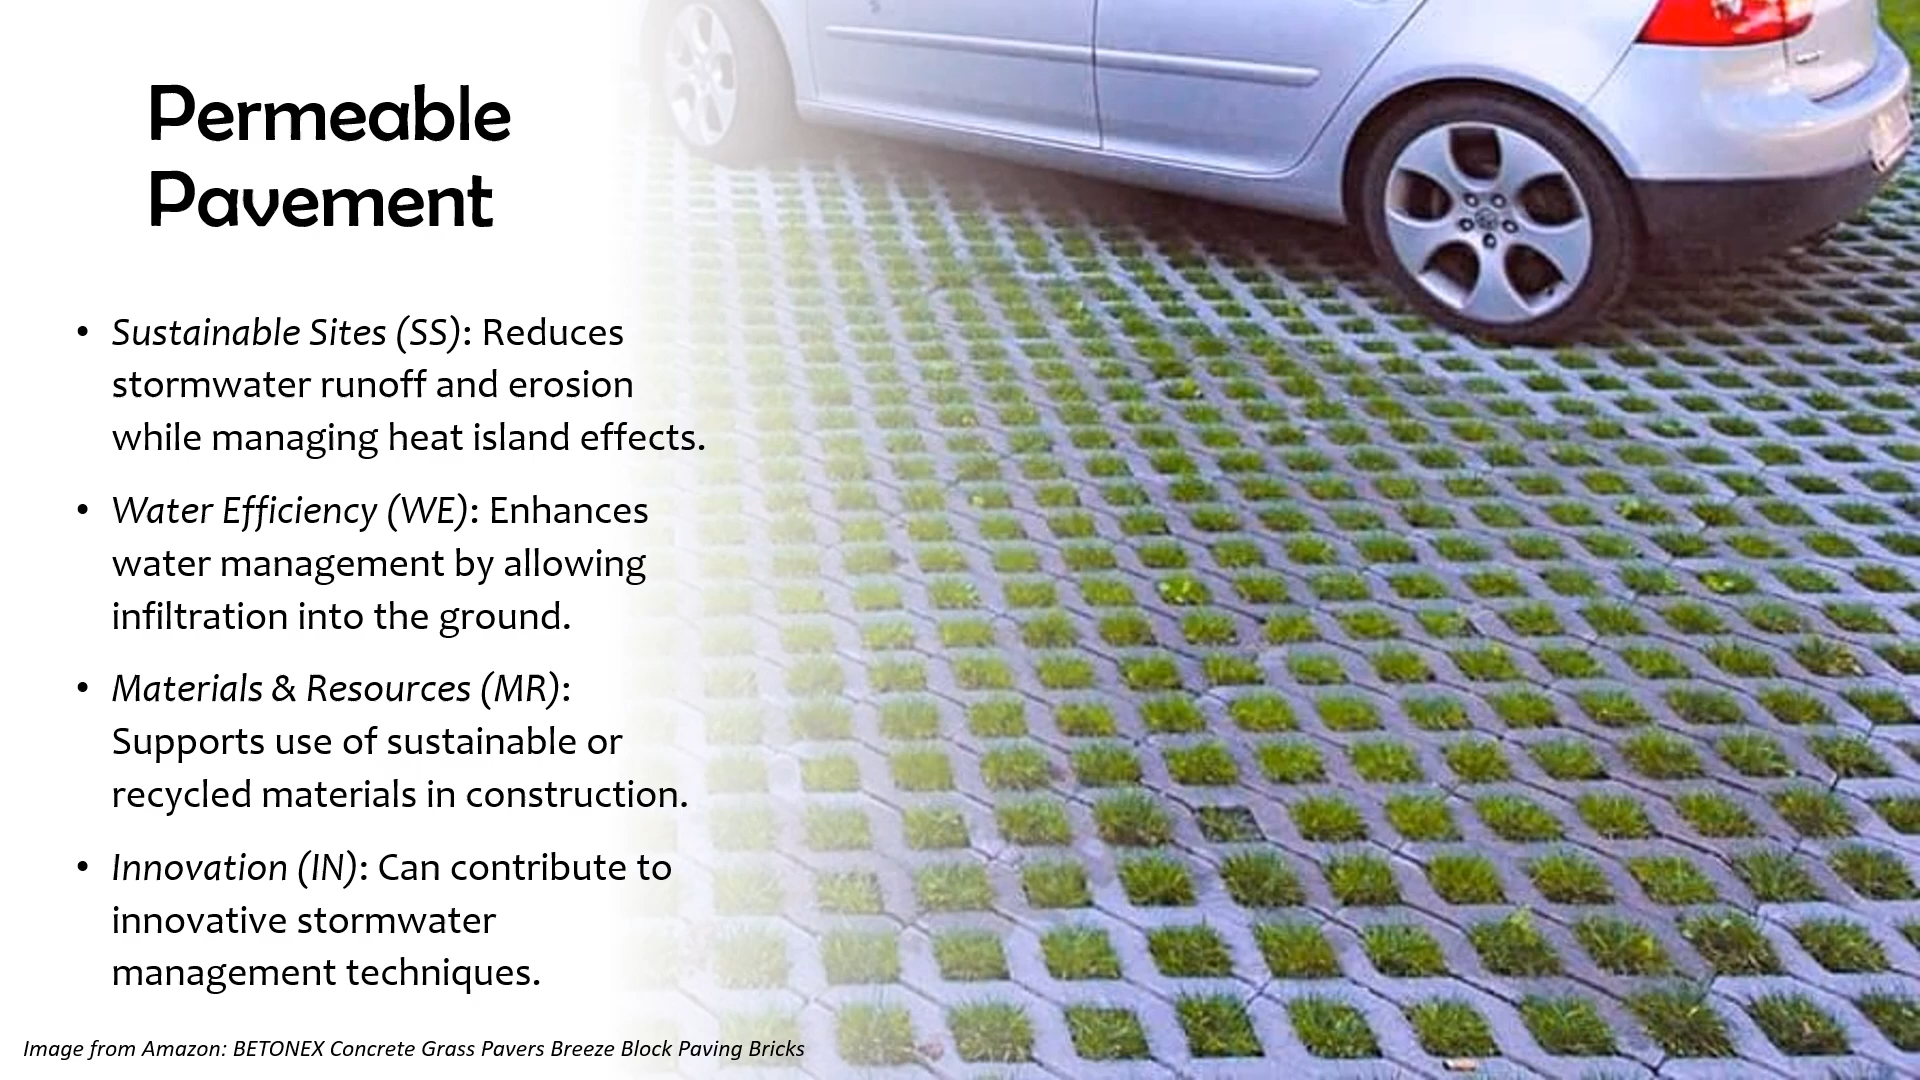 Permeable
Pavement
• Sustainable Sites (SS): Reduces
stormwater runoff and erosion
while managing heat island effects.
• Water Efficiency (WE): Enhances
water management by allowing
infiltration into the ground.
• Materials & Resources (MR):
Supports use of sustainable or
recycled materials in construction.
• Innovation (IN): Can contribute to
innovative stormwater
management techniques.
Image from Amazon: BETONEX Concrete Grass Pavers Breeze Block Paving Bricks